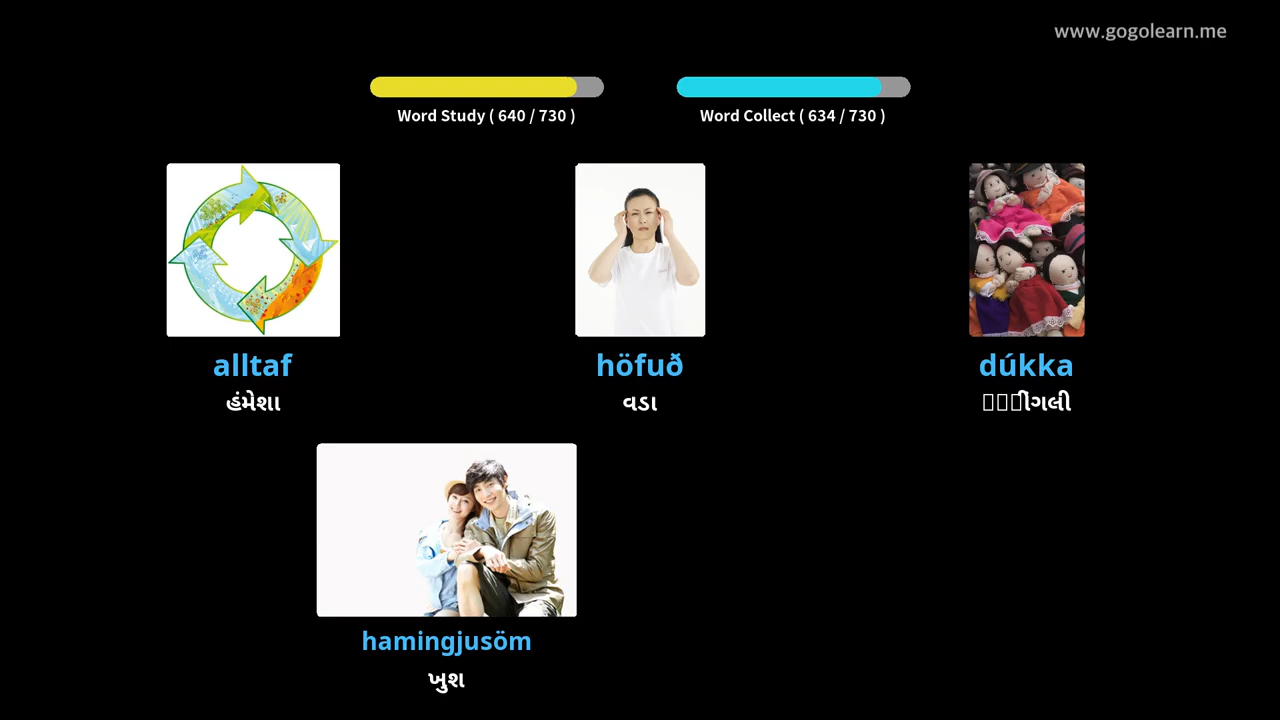 www.gogolearn.me
Word Study ( 640 / 730 )
Word Collect ( 634 / 730 )
alltaf
höfuð
dúkka
હંમેશા
વડા
hamingjusöm
ખુશ